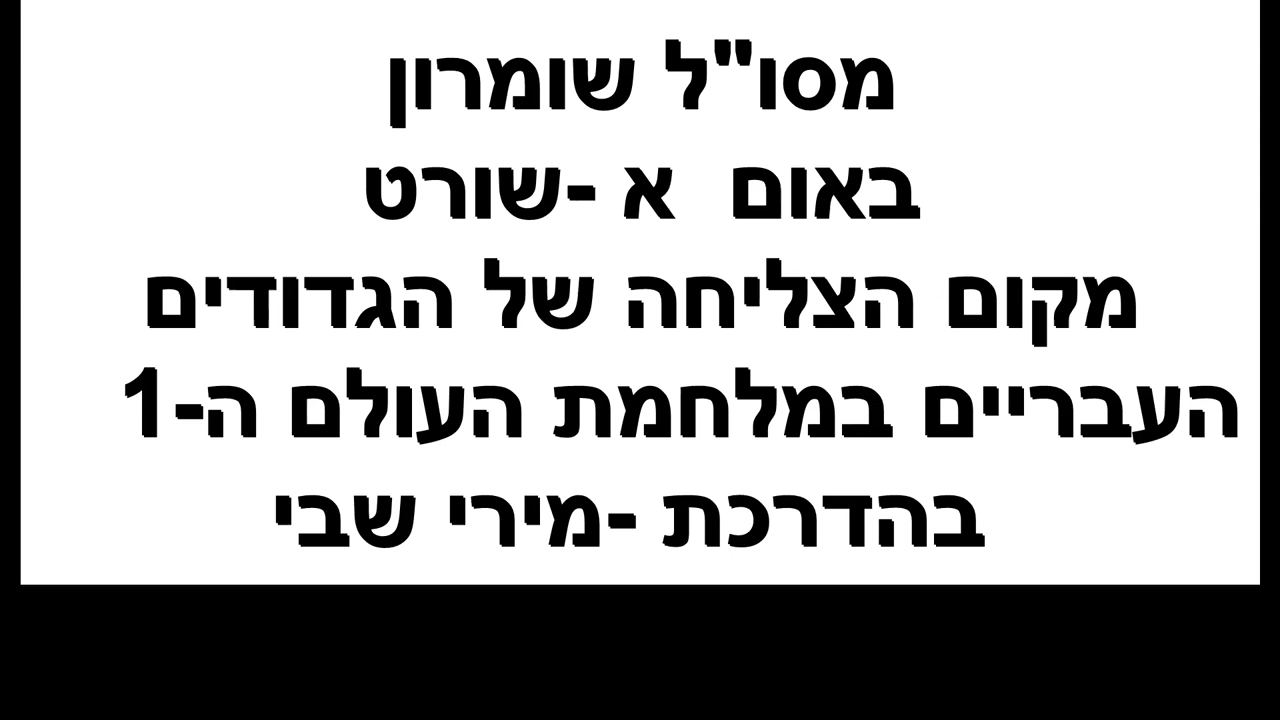 מסו"ל שומרון
באום א -שורט
מקום הצליחה של הגדודים
העבריים במלחמת העולם ה-1
בהדרכת -מירי שבי